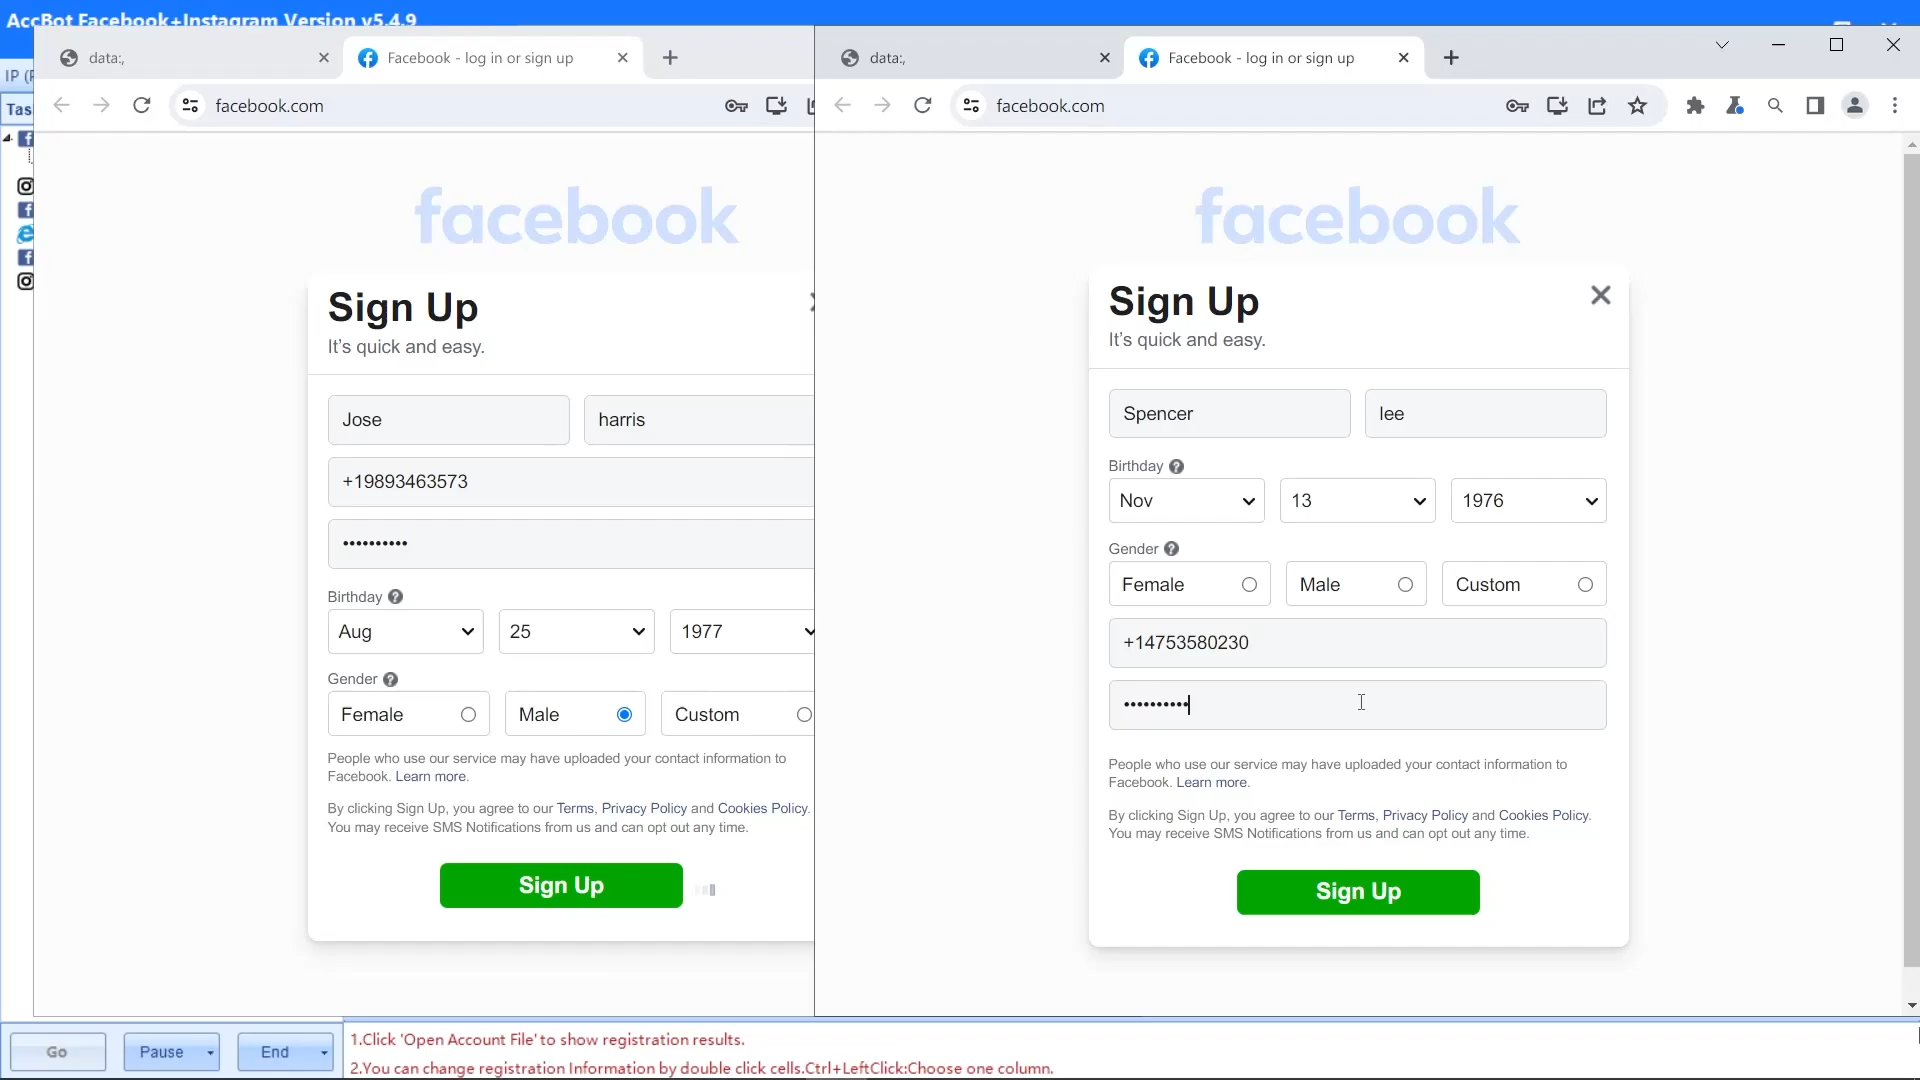 AccBot Facebook+Instagram Version v5.4.9
IP
data:,
Facebook - log in or sign up
facebook.com
facebook
Sign Up
It's quick and easy.
Jose harris
+19893463573
••••••••••
Birthday
Aug 25 1977
Gender
Female Male Custom
People who use our service may have uploaded your contact information to
Facebook. Learn more.
By clicking Sign Up, you agree to our Terms, Privacy Policy and Cookies Policy.
You may receive SMS Notifications from us and can opt out any time.
Sign Up
data:,
Facebook - log in or sign up
facebook.com
facebook
Sign Up
It's quick and easy.
Spencer lee
Birthday
Nov 13 1976
Gender
Female Male Custom
+14753580230
••••••••••
People who use our service may have uploaded your contact information to
Facebook. Learn more.
By clicking Sign Up, you agree to our Terms, Privacy Policy and Cookies Policy.
You may receive SMS Notifications from us and can opt out any time.
Sign Up
Go Pause End
1.Click 'Open Account File' to show registration results.
2.You can change registration Information by double click cells.Ctrl+LeftClick:Choose one column.